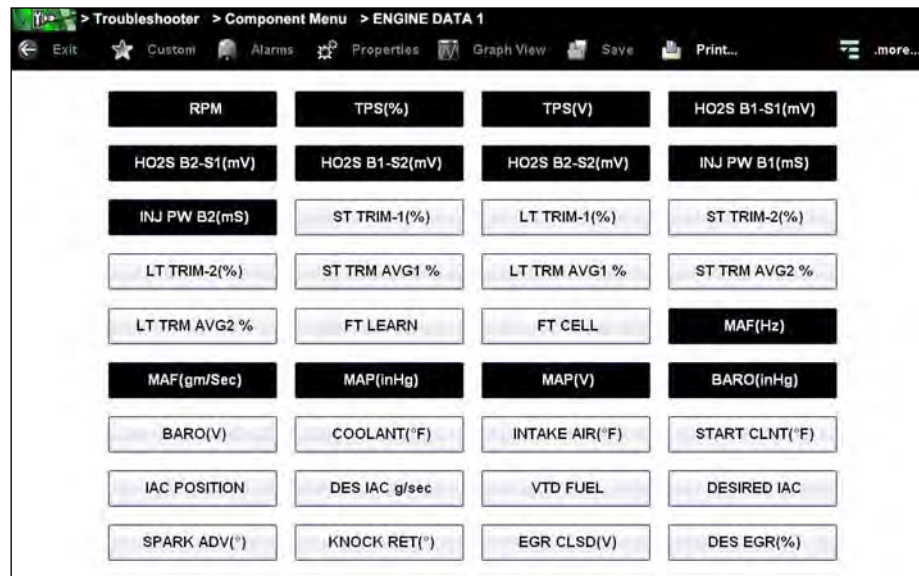 > Troubleshooter > Component Menu > ENGINE DATA 1
Exit Custom Alarms Properties Graph View Save Print... .more...
RPM TPS(%) TPS(V) HO2S B1-S1(mV)
HO2S B2-S1(mV) HO2S B1-S2(mV) HO2S B2-S2(mV) INJ PW B1(mS)
INJ PW B2(mS) ST TRIM-1(%) LT TRIM-1(%) ST TRIM-2(%)
LT TRIM-2(%) ST TRM AVG1 % LT TRM AVG1 % ST TRM AVG2 %
LT TRM AVG2 % FT LEARN FT CELL MAF(Hz)
MAF(gm/Sec) MAP(inHg) MAP(V) BARO(inHg)
BARO(V) COOLANT(°F) INTAKE AIR(°F) START CLNT(°F)
IAC POSITION DES IAC g/sec VTD FUEL DESIRED IAC
SPARK ADV(°) KNOCK RET(°) EGR CLSD(V) DES EGR(%)